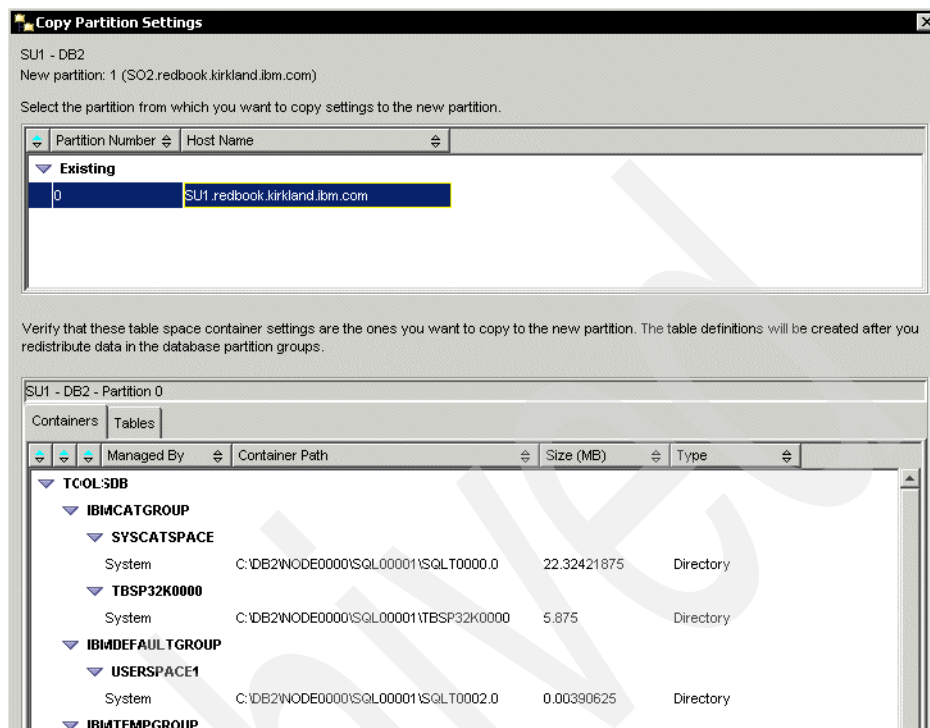 Copy Partition Settings
SU1 - DB2
New partition: 1 (SO2.redbook.kirkland.ibm.com)
Select the partition from which you want to copy settings to the new partition.
Partition Number Host Name
Existing
0 SU1.redbook.kirkland.ibm.com
Verify that these table space container settings are the ones you want to copy to the new partition. The table definitions will be created after you
redistribute data in the database partition groups.
SU1 - DB2 - Partition 0
Containers Tables
Managed By Container Path Size (MB) Type
TOOLSDB
IBMCATGROUP
SYSCATSPACE
System C:\DB2\NODE0000\SQL00001\SQLT0000.0 22.32421875 Directory
TBSP32K0000
System C:\DB2\NODE0000\SQL00001\TBSP32K0000 5.875 Directory
IBMDEFAULTGROUP
USERSPACE1
System C:\DB2\NODE0000\SQL00001\SQLT0002.0 0.00390625 Directory
IBMTEMPGROUP